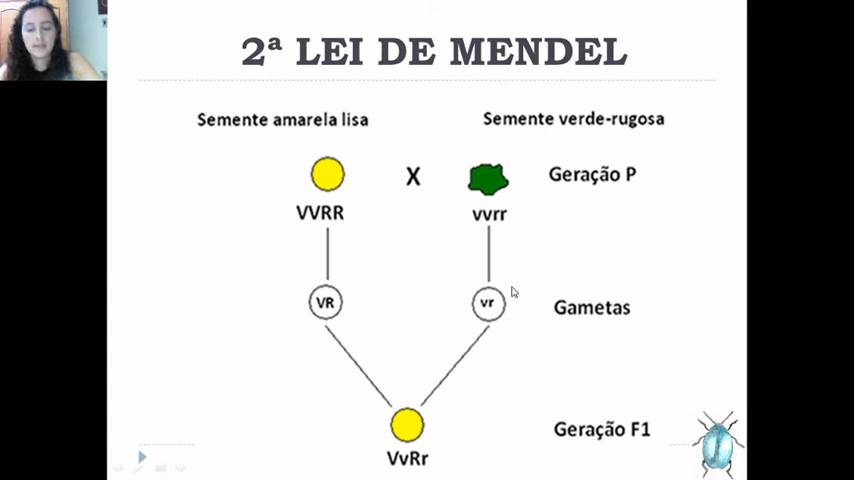 2ª LEI DE MENDEL
Semente amarela lisa
Semente verde-rugosa
X
Geração P
VVRR
vvrr
VR
vr
Gametas
Geração F1
VvRr